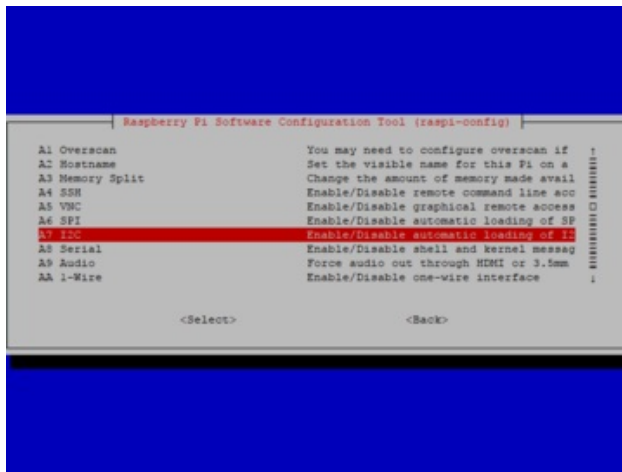 Raspberry Pi Software Configuration Tool (raspi-config)
A1 Overscan You may need to configure overscan if
A2 Hostname Set the visible name for this Pi on a
A3 Memory Split Change the amount of memory made avail
A4 SSH Enable/Disable remote command line acc
A5 VNC Enable/Disable graphical remote access
A6 SPI Enable/Disable automatic loading of SP
A7 I2C Enable/Disable automatic loading of I2
A8 Serial Enable/Disable shell and kernel messag
A9 Audio Force audio out through HDMI or 3.5mm
AA 1-Wire Enable/Disable one-wire interface
<Select> <Back>